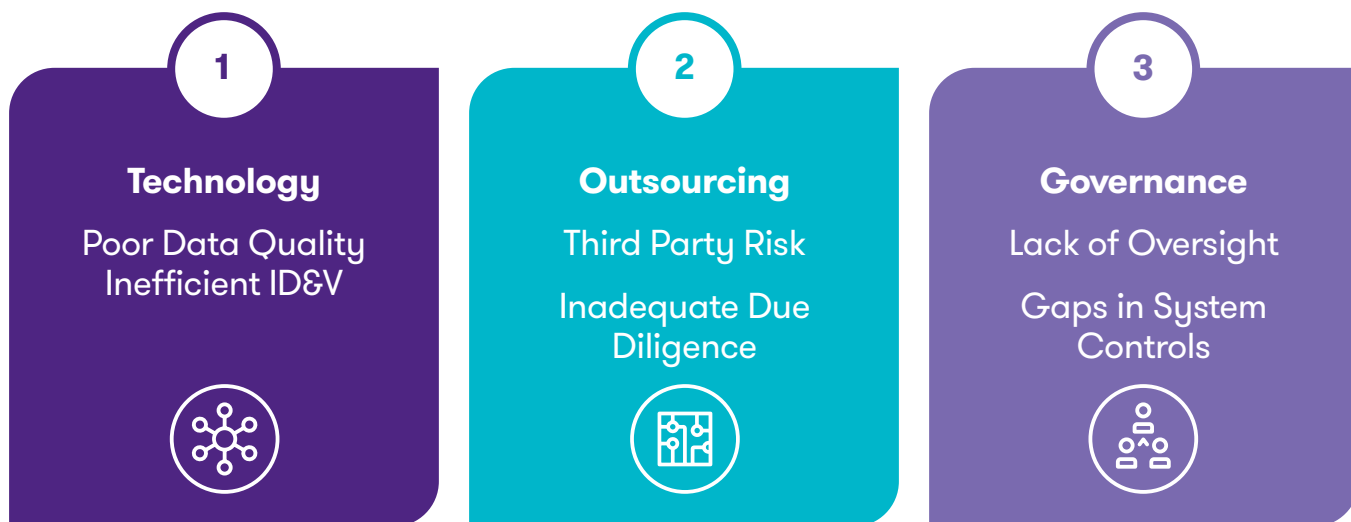 1
Technology
Poor Data Quality
Inefficient ID&V
2
Outsourcing
Third Party Risk
Inadequate Due
Diligence
3
Governance
Lack of Oversight
Gaps in System
Controls